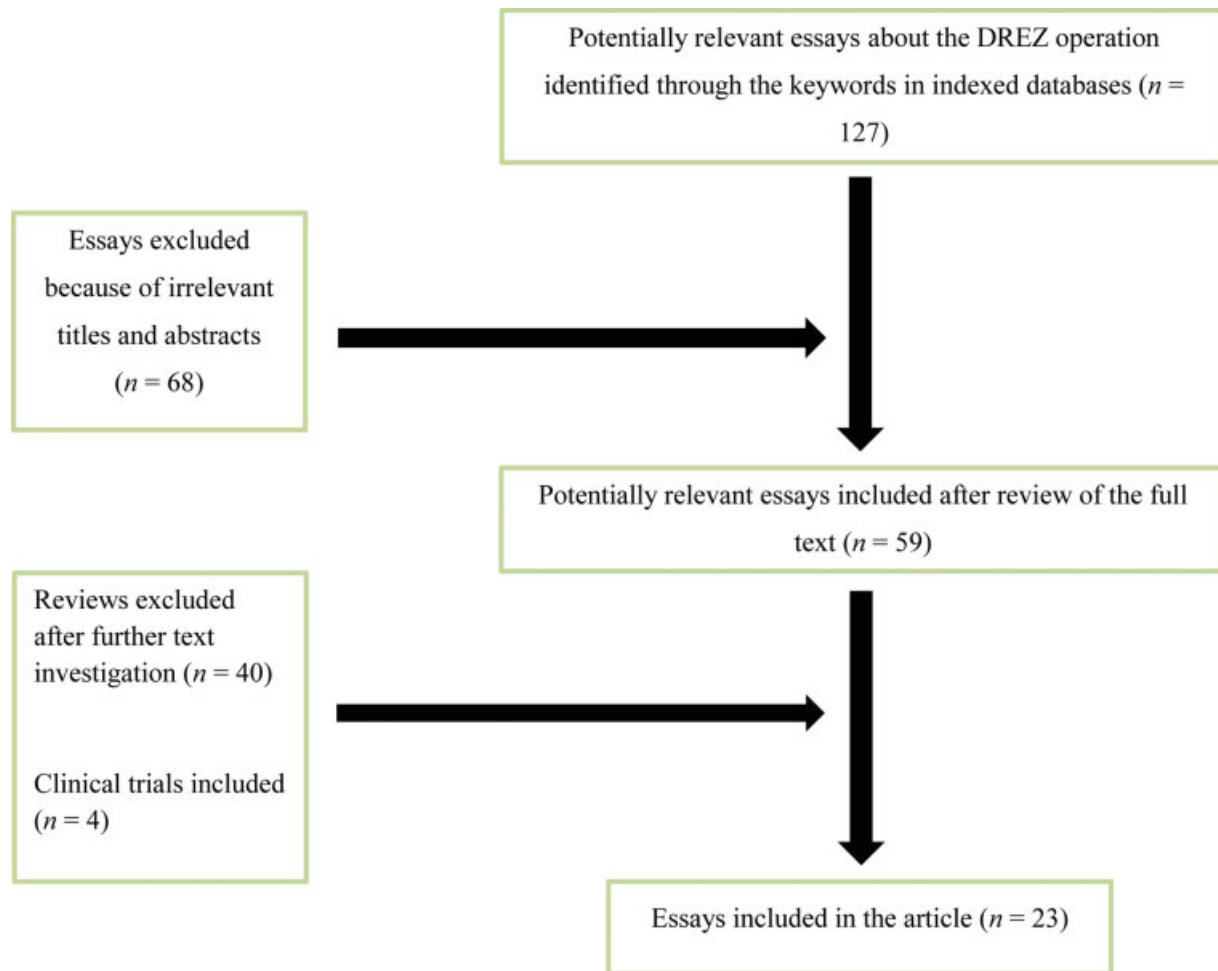 Potentially relevant essays about the DREZ operation
identified through the keywords in indexed databases (n =
127)
Essays excluded
because of irrelevant
titles and abstracts
(n = 68)
Potentially relevant essays included after review of the full
text (n = 59)
Reviews excluded
after further text
investigation (n = 40)
Clinical trials included
(n = 4)
Essays included in the article (n = 23)